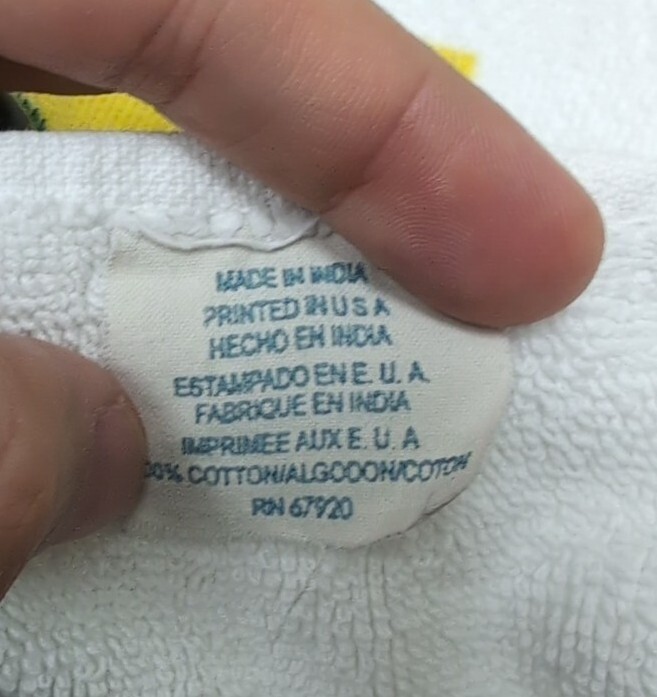 MADE IN INDIA
PRINTED IN U S A
HECHO EN INDIA
ESTAMPADO EN E. U. A.
FABRIQUE EN INDIA
IMPRIMEE AUX E. U. A
00% COTTON/ALGODON/COTON
RN 67920